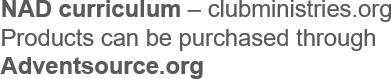 NAD curriculum – clubministries.org
Products can be purchased through
Adventsource.org